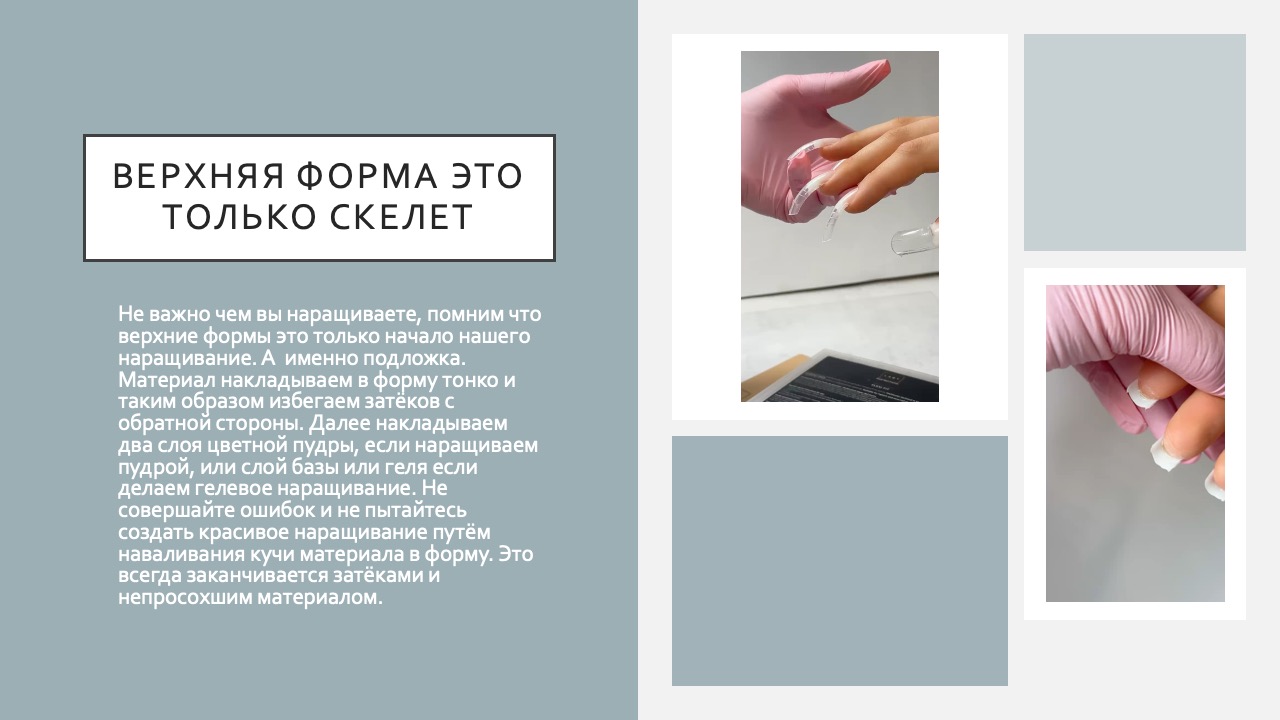 ВЕРХНЯЯ ФОРМА ЭТО
ТОЛЬКО СКЕЛЕТ
Не важно чем вы наращиваете, помним что
верхние формы это только начало нашего
наращивание. А  именно подложка.
Материал накладываем в форму тонко и
таким образом избегаем затёков с
обратной стороны. Далее накладываем
два слоя цветной пудры, если наращиваем
пудрой, или слой базы или геля если
делаем гелевое наращивание. Не
совершайте ошибок и не пытайтесь
создать красивое наращивание путём
наваливания кучи материала в форму. Это
всегда заканчивается затёками и
непросохшим материалом.